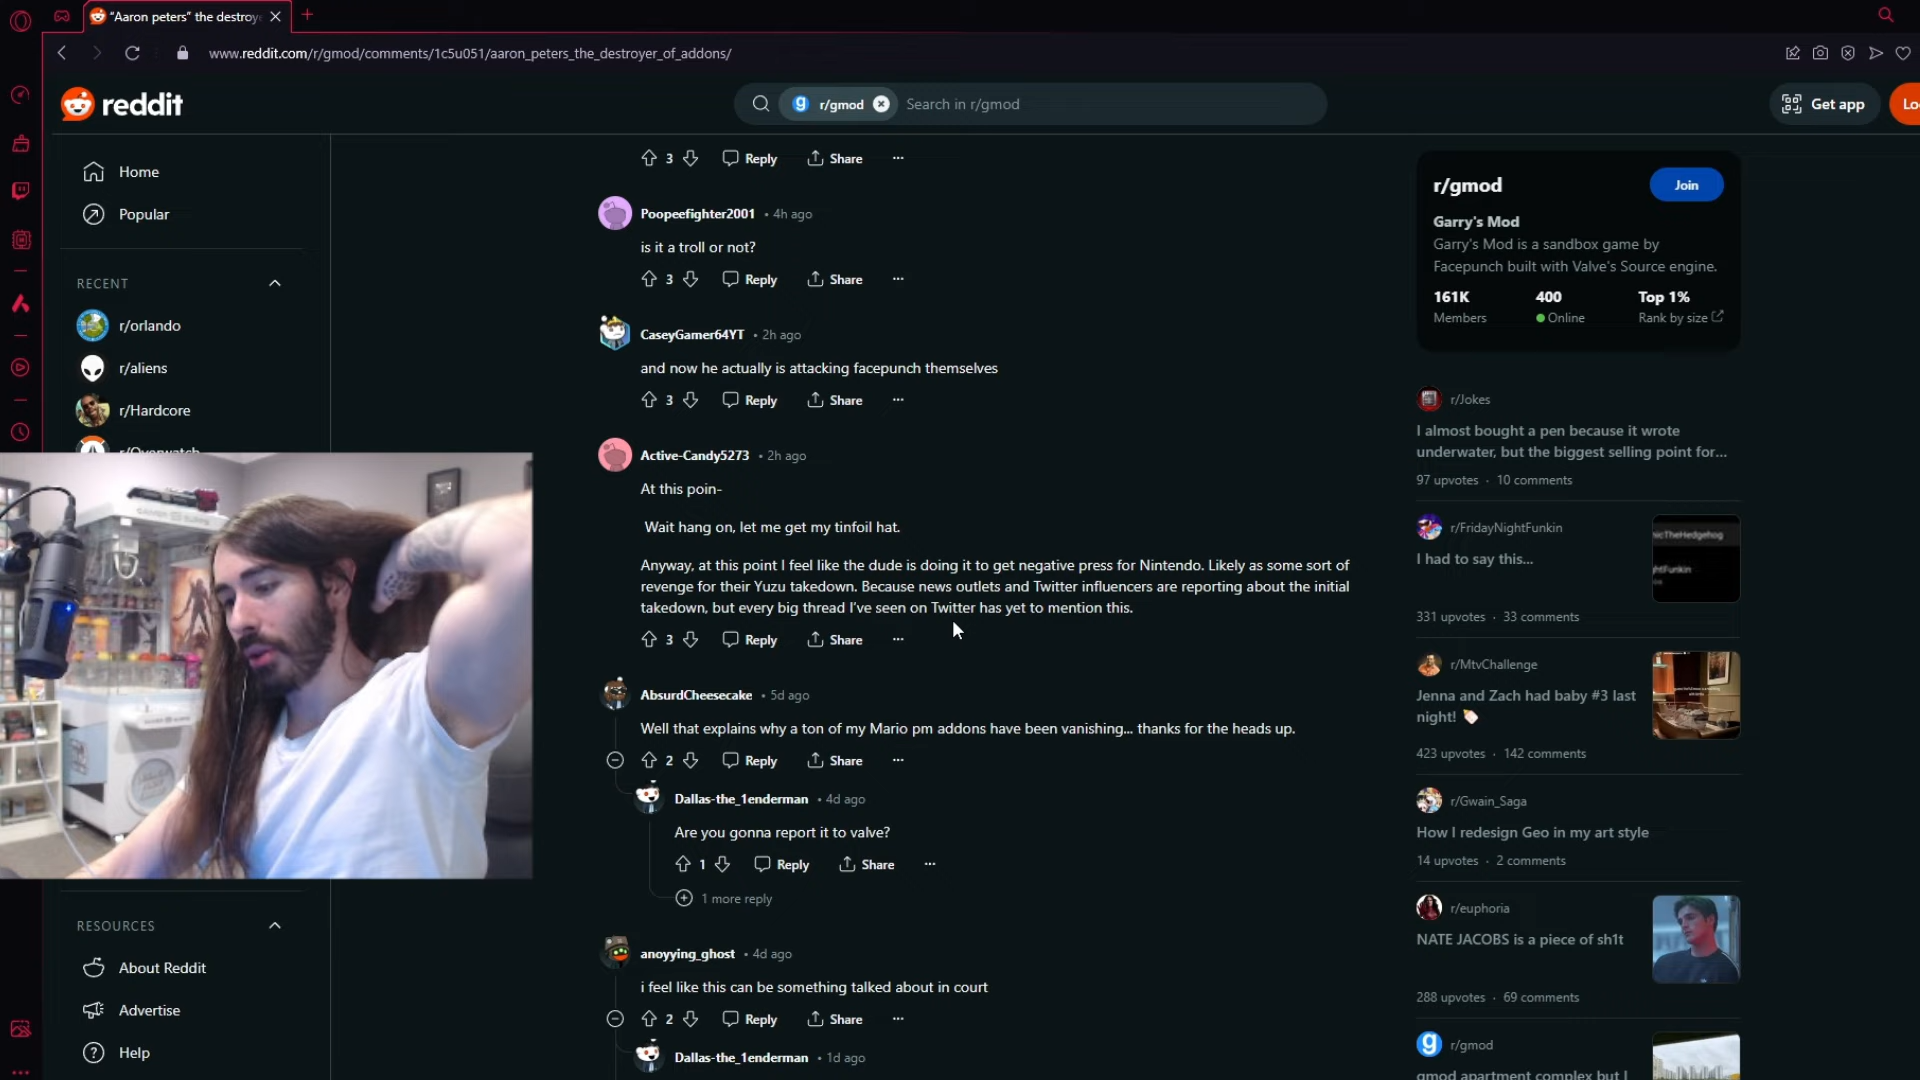 "Aaron peters" the destroy
www.reddit.com/r/gmod/comments/1c5u051/aaron_peters_the_destroyer_of_addons/
reddit
r/gmod
Search in r/gmod
Get app
Lo
Home
Popular
RECENT
r/orlando
r/aliens
r/Hardcore
r/Overwatch
RESOURCES
About Reddit
Advertise
Help
3
Reply
Share
Poopeefighter2001 • 4h ago
is it a troll or not?
3
Reply
Share
CaseyGamer64YT • 2h ago
and now he actually is attacking facepunch themselves
3
Reply
Share
Active-Candy5273 • 2h ago
At this poin-
Wait hang on, let me get my tinfoil hat.
Anyway, at this point I feel like the dude is doing it to get negative press for Nintendo. Likely as some sort of
revenge for their Yuzu takedown. Because news outlets and Twitter influencers are reporting about the initial
takedown, but every big thread I've seen on Twitter has yet to mention this.
3
Reply
Share
AbsurdCheesecake • 5d ago
Well that explains why a ton of my Mario pm addons have been vanishing... thanks for the heads up.
2
Reply
Share
Dallas-the_1enderman • 4d ago
Are you gonna report it to valve?
1
Reply
Share
1 more reply
anoyying_ghost • 4d ago
i feel like this can be something talked about in court
2
Reply
Share
Dallas-the_1enderman • 1d ago
r/gmod
Join
Garry's Mod
Garry's Mod is a sandbox game by
Facepunch built with Valve's Source engine.
161K
400
Top 1%
Members
Online
Rank by size
r/Jokes
I almost bought a pen because it wrote
underwater, but the biggest selling point for...
97 upvotes · 10 comments
r/FridayNightFunkin
I had to say this...
331 upvotes · 33 comments
r/MtvChallenge
Jenna and Zach had baby #3 last
night!
423 upvotes · 142 comments
r/Gwain_Saga
How I redesign Geo in my art style
14 upvotes · 2 comments
r/euphoria
NATE JACOBS is a piece of sh1t
288 upvotes · 69 comments
r/gmod
gmod apartment complex but I